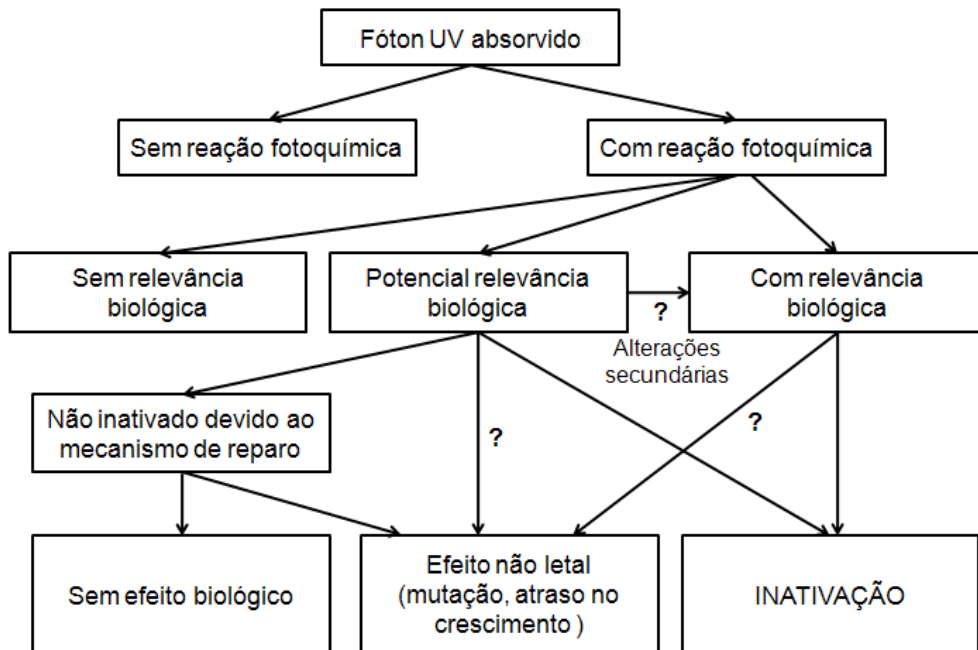 Fóton UV absorvido
Sem reação fotoquímica
Com reação fotoquímica
Sem relevância
biológica
Potencial relevância
biológica
?
Com relevância
biológica
Alterações
secundárias
Não inativado devido ao
mecanismo de reparo
?
?
Sem efeito biológico
Efeito não letal
(mutação, atraso no
crescimento )
INATIVAÇÃO